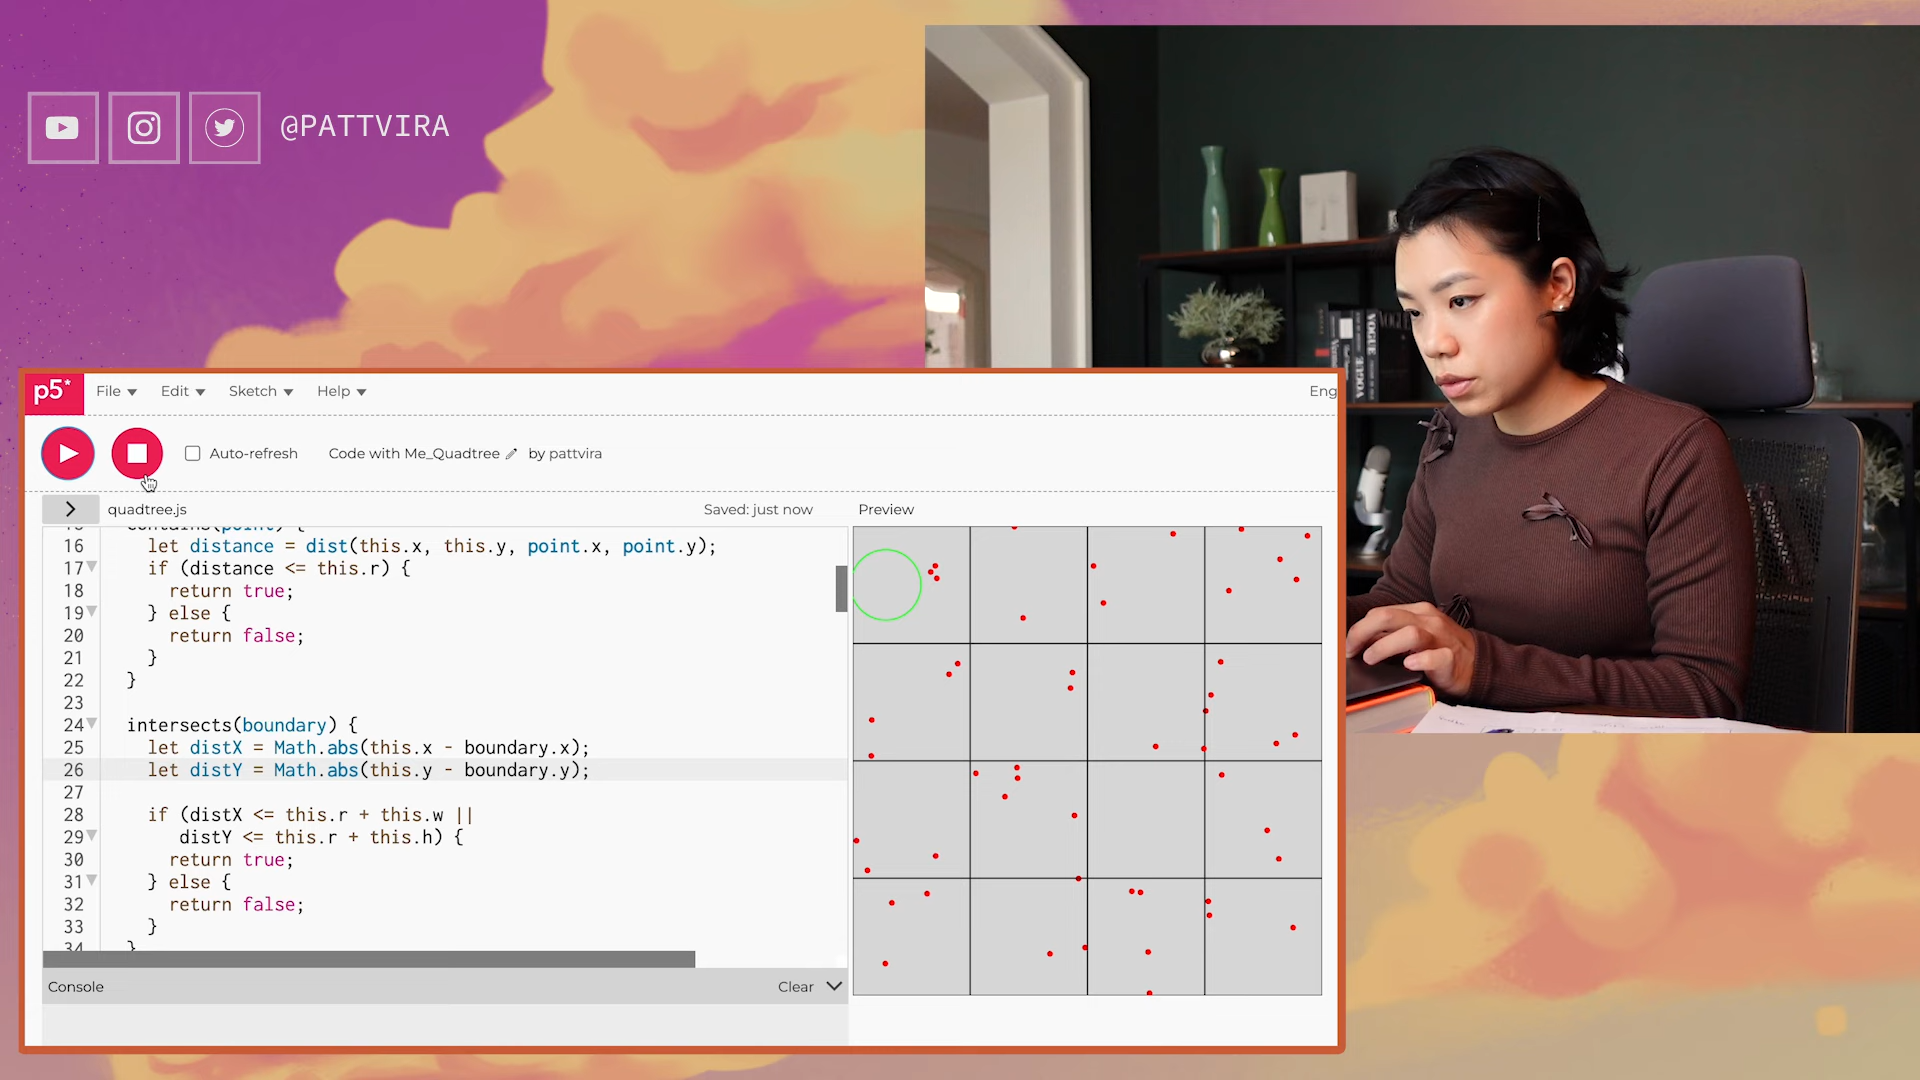 @PATTVIRA
VOGUE
p5*
File Edit Sketch Help
Eng
Auto-refresh
Code with Me_Quadtree by pattvira
quadtree.js
Saved: just now
Preview
contains(point) {
16 let distance = dist(this.x, this.y, point.x, point.y);
17 if (distance <= this.r) {
18 return true;
19 } else {
20 return false;
21 }
22 }
23
24 intersects(boundary) {
25 let distX = Math.abs(this.x - boundary.x);
26 let distY = Math.abs(this.y - boundary.y);
27
28 if (distX <= this.r + this.w ||
29 distY <= this.r + this.h) {
30 return true;
31 } else {
32 return false;
33 }
34 }
Console
Clear